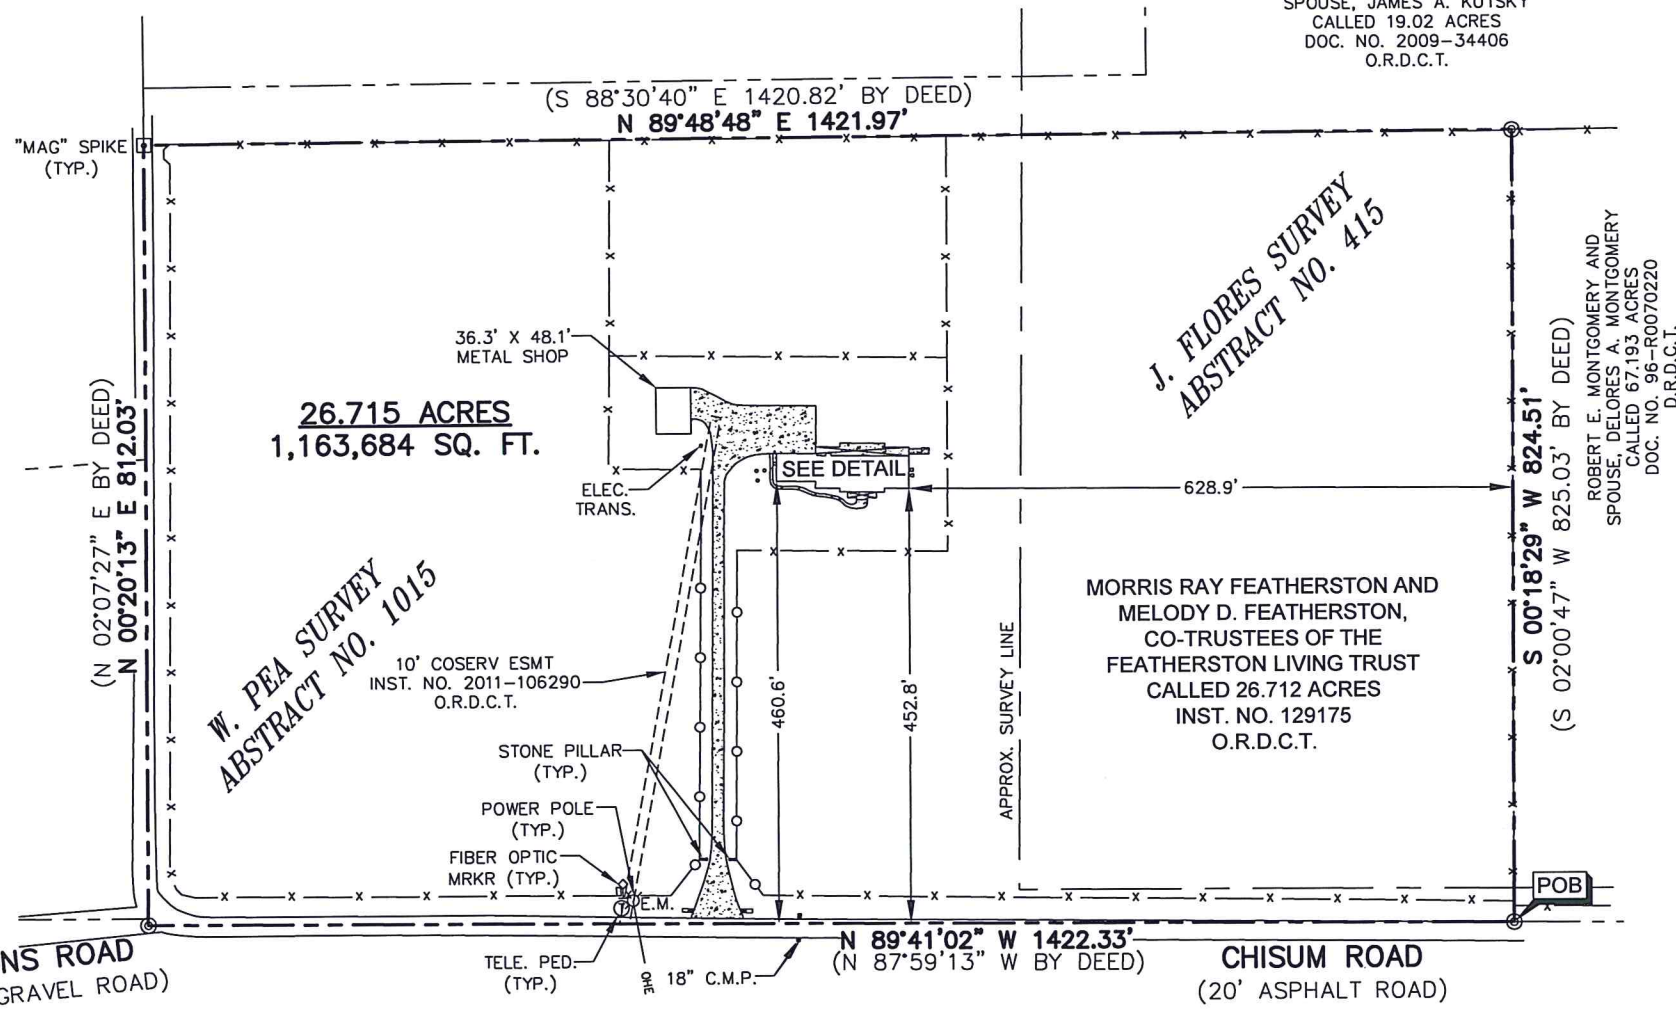 SPOUSE, JAMES A. KUTSKY
CALLED 19.02 ACRES
DOC. NO. 2009-34406
O.R.D.C.T.
(S 88°30'40" E 1420.82' BY DEED)
N 89°48'48" E 1421.97'
"MAG" SPIKE
(TYP.)
J. FLORES SURVEY
ABSTRACT NO. 415
36.3' X 48.1'
METAL SHOP
26.715 ACRES
1,163,684 SQ. FT.
(N 02°07'27" E BY DEED)
N 00°20'13" E 812.03'
ELEC.
TRANS.
SEE DETAIL
628.9'
S 00°18'29" W 824.51'
(S 02°00'47" W 825.03' BY DEED)
ROBERT E. MONTGOMERY AND
SPOUSE, DELORES A. MONTGOMERY
CALLED 67.193 ACRES
DOC. NO. 96-R0070220
D.R.D.C.T.
W. PEA SURVEY
ABSTRACT NO. 1015
10' COSERV ESMT
INST. NO. 2011-106290
O.R.D.C.T.
460.6'
452.8'
APPROX. SURVEY LINE
MORRIS RAY FEATHERSTON AND
MELODY D. FEATHERSTON,
CO-TRUSTEES OF THE
FEATHERSTON LIVING TRUST
CALLED 26.712 ACRES
INST. NO. 129175
O.R.D.C.T.
STONE PILLAR
(TYP.)
POWER POLE
(TYP.)
FIBER OPTIC
MRKR (TYP.)
E.M.
T
POB
NS ROAD
GRAVEL ROAD)
TELE. PED.
(TYP.)
OHE
18" C.M.P.
N 89°41'02" W 1422.33'
(N 87°59'13" W BY DEED)
CHISUM ROAD
(20' ASPHALT ROAD)